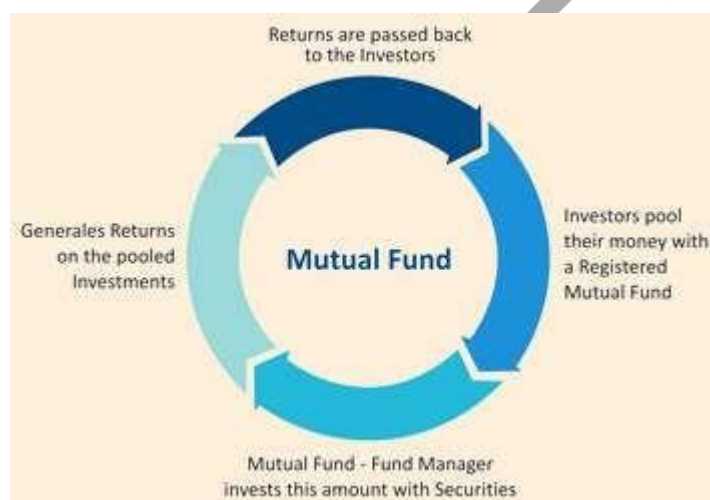 Returns are passed back
to the Investors
Investors pool
their money with
a Registered
Mutual Fund
Mutual Fund - Fund Manager
invests this amount with Securities
Generales Returns
on the pooled
Investments
Mutual Fund